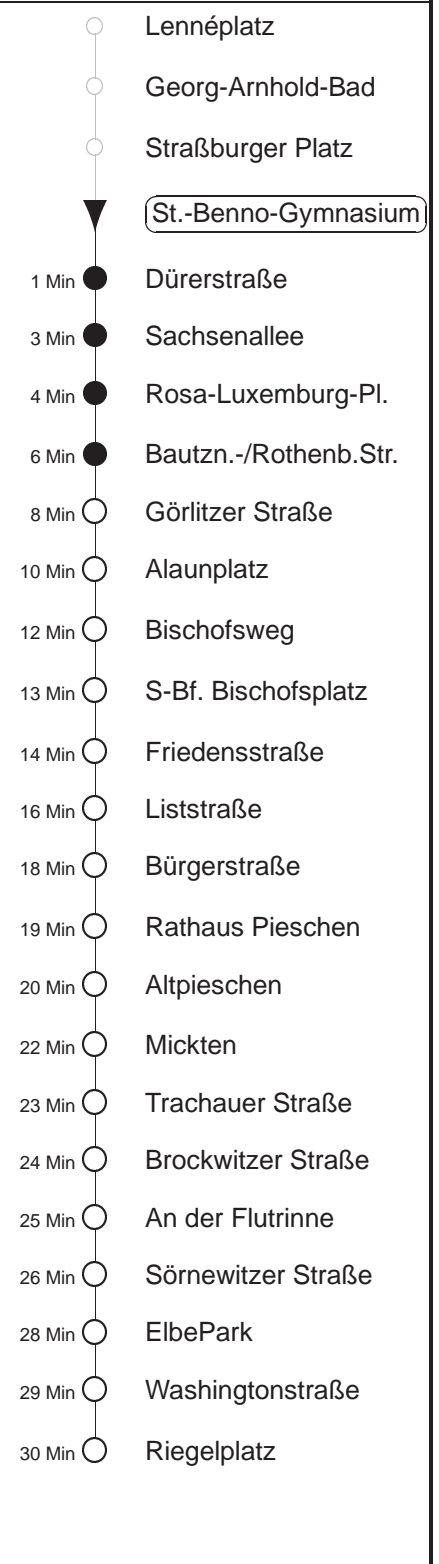 Lennéplatz
Georg-Arnhold-Bad
Straßburger Platz
St.-Benno-Gymnasium
1 Min Dürerstraße
3 Min Sachsenallee
4 Min Rosa-Luxemburg-Pl.
6 Min Bautzn.-/Rothenb.Str.
8 Min Görlitzer Straße
10 Min Alaunplatz
12 Min Bischofsweg
13 Min S-Bf. Bischofsplatz
14 Min Friedensstraße
16 Min Liststraße
18 Min Bürgerstraße
19 Min Rathaus Pieschen
20 Min Altpieschen
22 Min Mickten
23 Min Trachauer Straße
24 Min Brockwitzer Straße
25 Min An der Flutrinne
26 Min Sörnewitzer Straße
28 Min ElbePark
29 Min Washingtonstraße
30 Min Riegelplatz